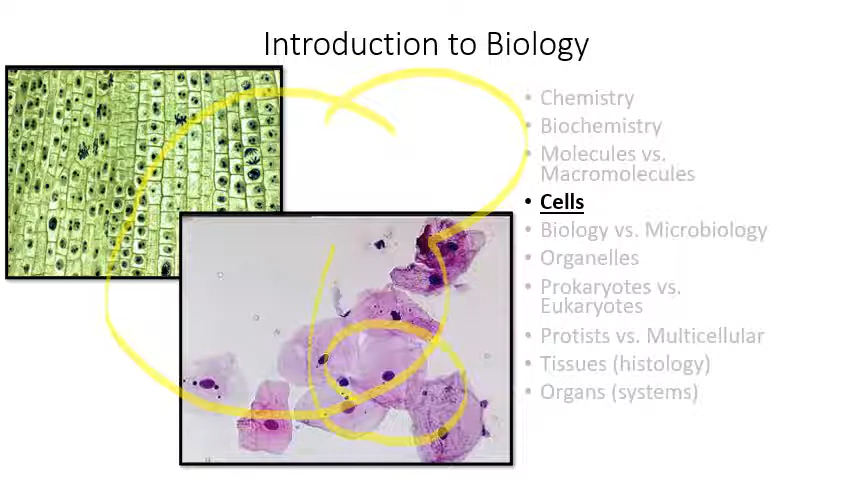 Introduction to Biology
• Chemistry
• Biochemistry
• Molecules vs.
Macromolecules
• Cells
• Biology vs. Microbiology
• Organelles
• Prokaryotes vs.
Eukaryotes
• Protists vs. Multicellular
• Tissues (histology)
• Organs (systems)